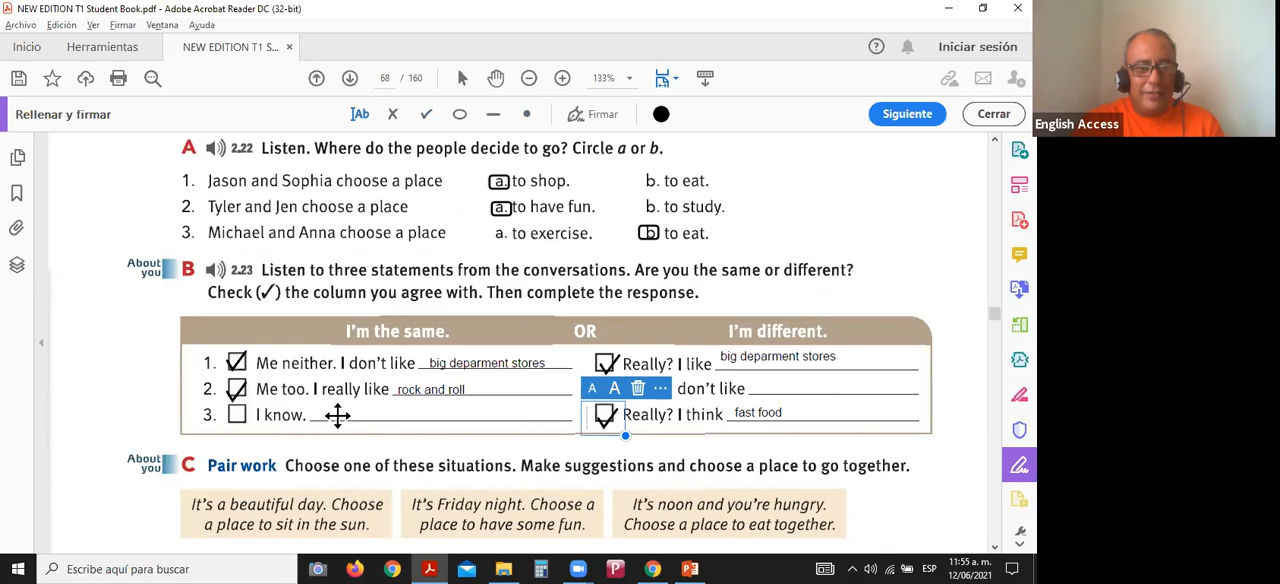 NEW EDITION T1 Student Book.pdf - Adobe Acrobat Reader DC (32-bit)
Archivo Edición Ver Firmar Ventana Ayuda
Inicio Herramientas NEW EDITION T1 S... × Iniciar sesión
68 / 160 133%
Rellenar y firmar IAb Firmar Siguiente Cerrar
English Access
A 2.22 Listen. Where do the people decide to go? Circle a or b.
1. Jason and Sophia choose a place a. to shop. b. to eat.
2. Tyler and Jen choose a place a. to have fun. b. to study.
3. Michael and Anna choose a place a. to exercise. b to eat.
About you B 2.23 Listen to three statements from the conversations. Are you the same or different?
Check (✓) the column you agree with. Then complete the response.
I'm the same. OR I'm different.
1. Me neither. I don't like big deparment stores Really? I like big deparment stores
2. Me too. I really like rock and roll A A ... don't like
3. I know. Really? I think fast food
About you C Pair work Choose one of these situations. Make suggestions and choose a place to go together.
It's a beautiful day. Choose a place to sit in the sun.
It's Friday night. Choose a place to have some fun.
It's noon and you're hungry. Choose a place to eat together.
Escribe aquí para buscar
ESP
11:55 a. m.
12/06/2021